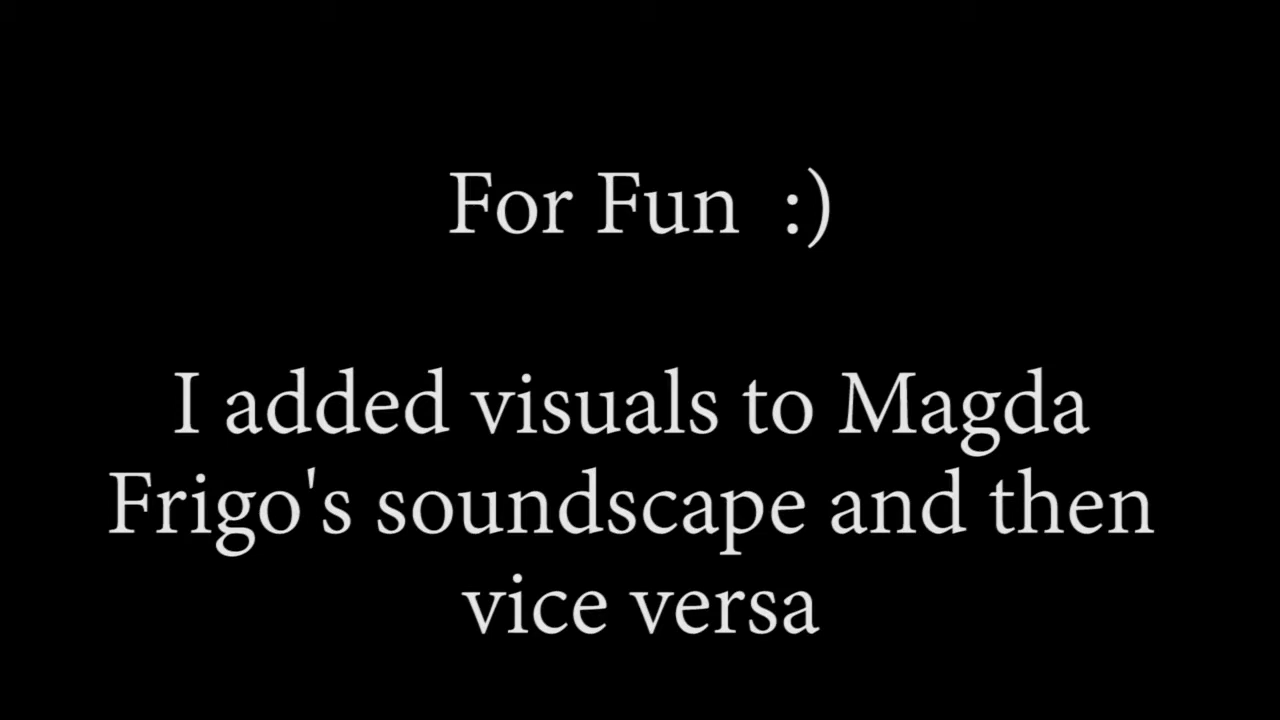 For Fun  :)
I added visuals to Magda
Frigo's soundscape and then
vice versa